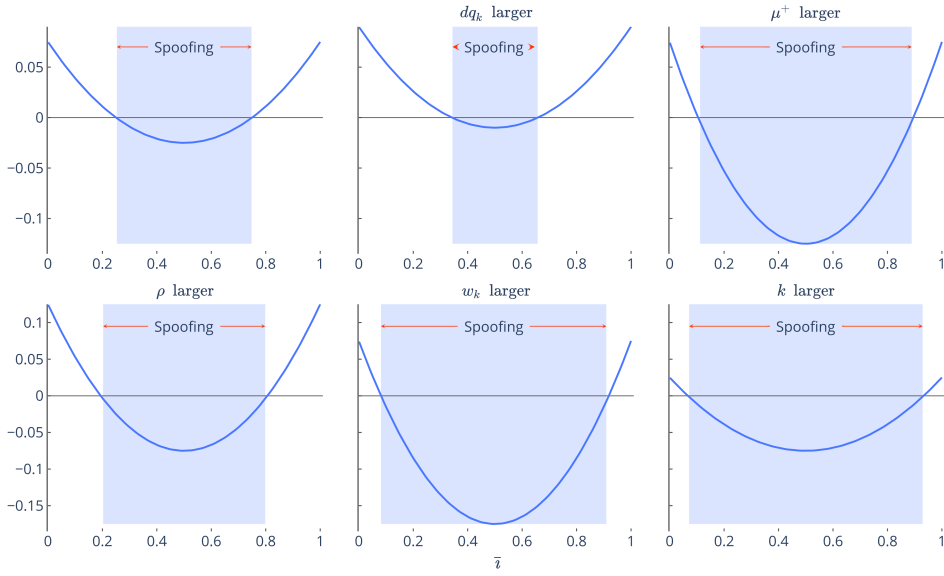 dq_k larger
μ^+ larger
Spoofing
Spoofing
Spoofing
0.05
0
−0.05
−0.1
0 0.2 0.4 0.6 0.8 1
0 0.2 0.4 0.6 0.8 1
0 0.2 0.4 0.6 0.8 1
ρ larger
w_k larger
k larger
Spoofing
Spoofing
Spoofing
0.1
0.05
0
−0.05
−0.1
−0.15
0 0.2 0.4 0.6 0.8 1
0 0.2 0.4 0.6 0.8 1
0 0.2 0.4 0.6 0.8 1
ῑ